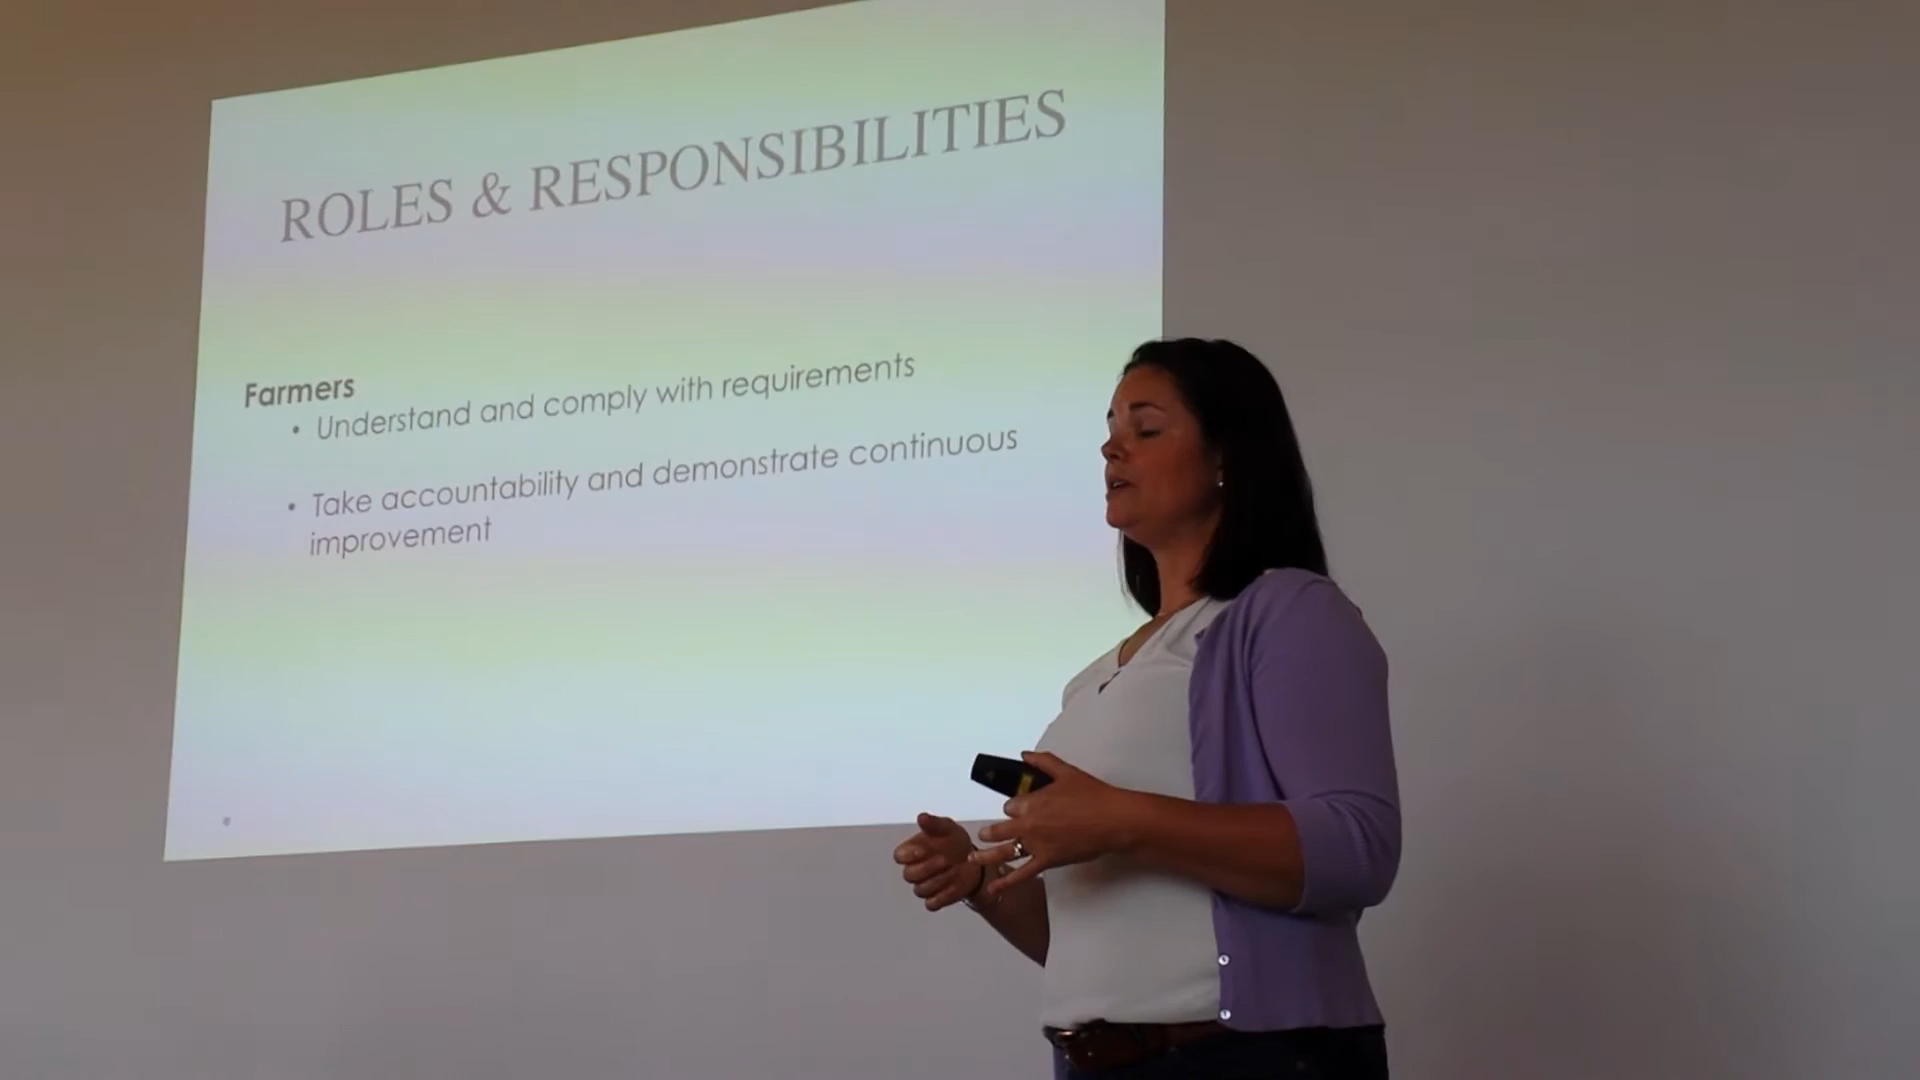 ROLES & RESPONSIBILITIES
Farmers
• Understand and comply with requirements
• Take accountability and demonstrate continuous
improvement